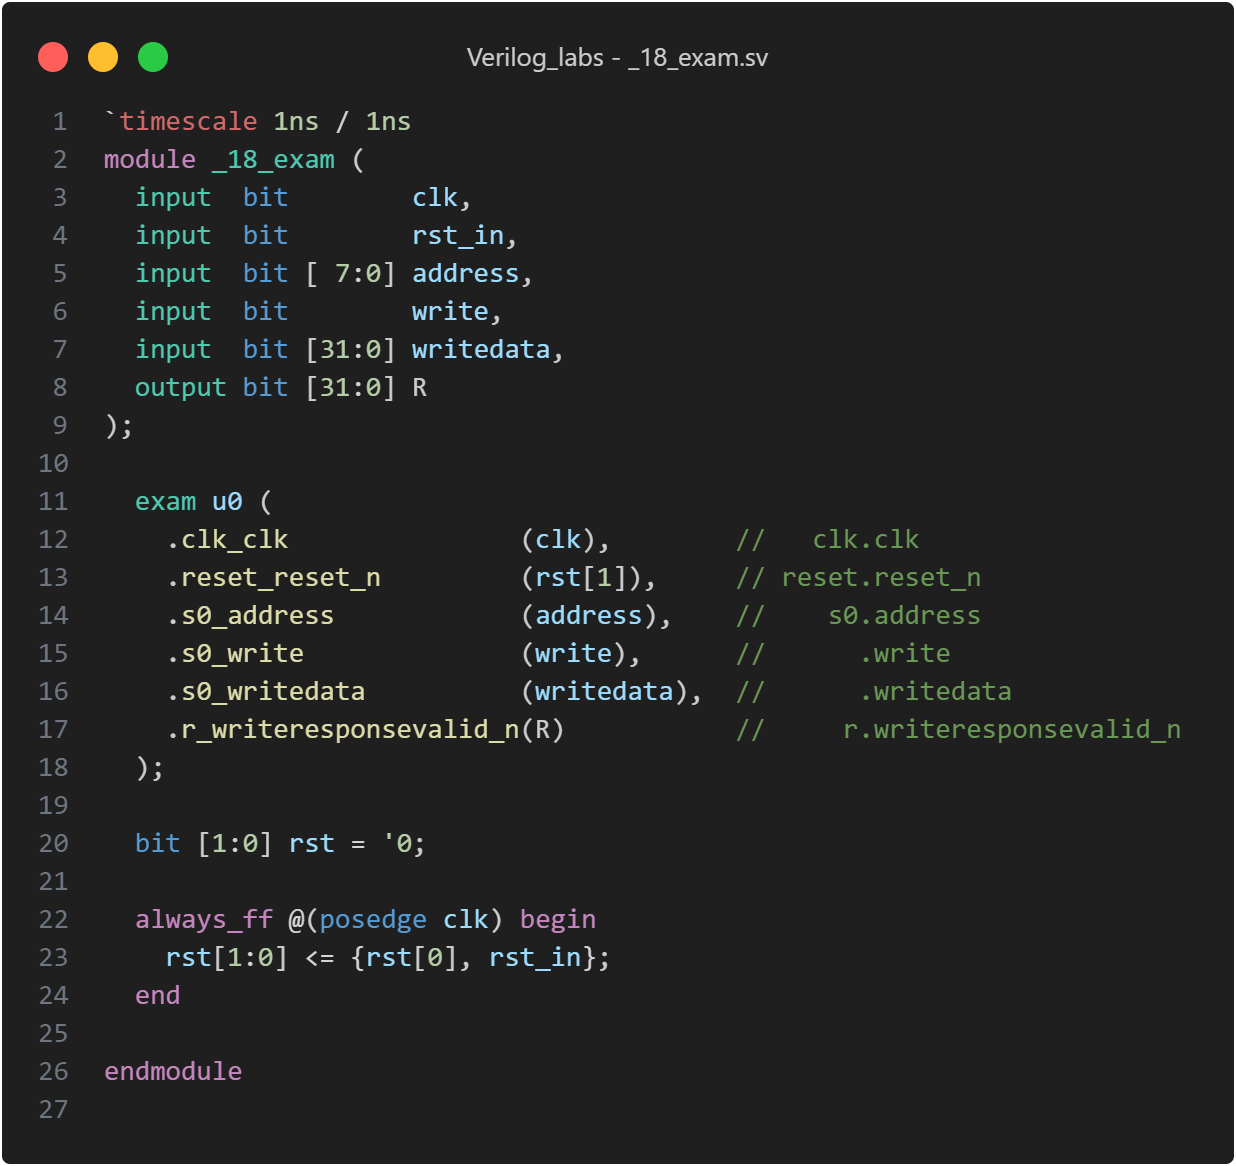 Verilog_labs - _18_exam.sv
1 `timescale 1ns / 1ns
2 module _18_exam (
3   input  bit        clk,
4   input  bit        rst_in,
5   input  bit [ 7:0] address,
6   input  bit        write,
7   input  bit [31:0] writedata,
8   output bit [31:0] R
9 );
10
11   exam u0 (
12     .clk_clk               (clk),        //   clk.clk
13     .reset_reset_n         (rst[1]),     // reset.reset_n
14     .s0_address            (address),    //    s0.address
15     .s0_write              (write),      //      .write
16     .s0_writedata          (writedata),  //      .writedata
17     .r_writeresponsevalid_n(R)           //     r.writeresponsevalid_n
18   );
19
20   bit [1:0] rst = '0;
21
22   always_ff @(posedge clk) begin
23     rst[1:0] <= {rst[0], rst_in};
24   end
25
26 endmodule
27